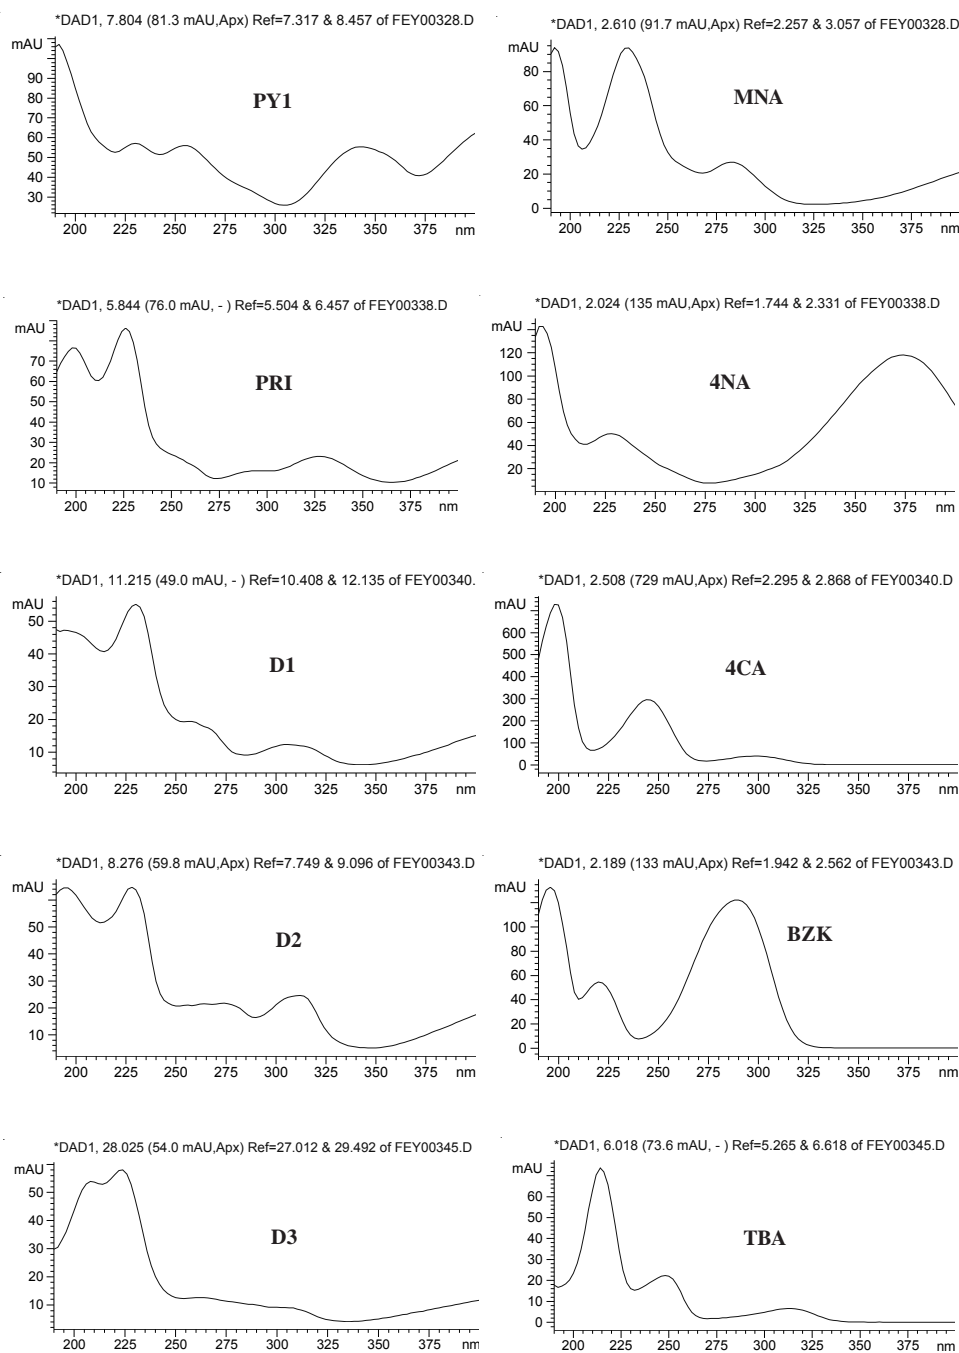 *DAD1, 7.804 (81.3 mAU,Apx) Ref=7.317 & 8.457 of FEY00328.D
mAU
90
80
70
60
50
40
30
PY1
200 225 250 275 300 325 350 375 nm
*DAD1, 2.610 (91.7 mAU,Apx) Ref=2.257 & 3.057 of FEY00328.D
mAU
80
60
40
20
0
MNA
200 225 250 275 300 325 350 375 nm
*DAD1, 5.844 (76.0 mAU, - ) Ref=5.504 & 6.457 of FEY00338.D
mAU
70
60
50
40
30
20
10
PRI
200 225 250 275 300 325 350 375 nm
*DAD1, 2.024 (135 mAU,Apx) Ref=1.744 & 2.331 of FEY00338.D
mAU
120
100
80
60
40
20
4NA
200 225 250 275 300 325 350 375 nm
*DAD1, 11.215 (49.0 mAU, - ) Ref=10.408 & 12.135 of FEY00340.
mAU
50
40
30
20
10
D1
200 225 250 275 300 325 350 375 nm
*DAD1, 2.508 (729 mAU,Apx) Ref=2.295 & 2.868 of FEY00340.D
mAU
600
500
400
300
200
100
0
4CA
200 225 250 275 300 325 350 375 nm
*DAD1, 8.276 (59.8 mAU,Apx) Ref=7.749 & 9.096 of FEY00343.D
mAU
50
40
30
20
10
D2
200 225 250 275 300 325 350 375 nm
*DAD1, 2.189 (133 mAU,Apx) Ref=1.942 & 2.562 of FEY00343.D
mAU
100
80
60
40
20
0
BZK
200 225 250 275 300 325 350 375 nm
*DAD1, 28.025 (54.0 mAU,Apx) Ref=27.012 & 29.492 of FEY00345.D
mAU
50
40
30
20
10
D3
200 225 250 275 300 325 350 375 nm
*DAD1, 6.018 (73.6 mAU, - ) Ref=5.265 & 6.618 of FEY00345.D
mAU
60
50
40
30
20
10
0
TBA
200 225 250 275 300 325 350 375 nm